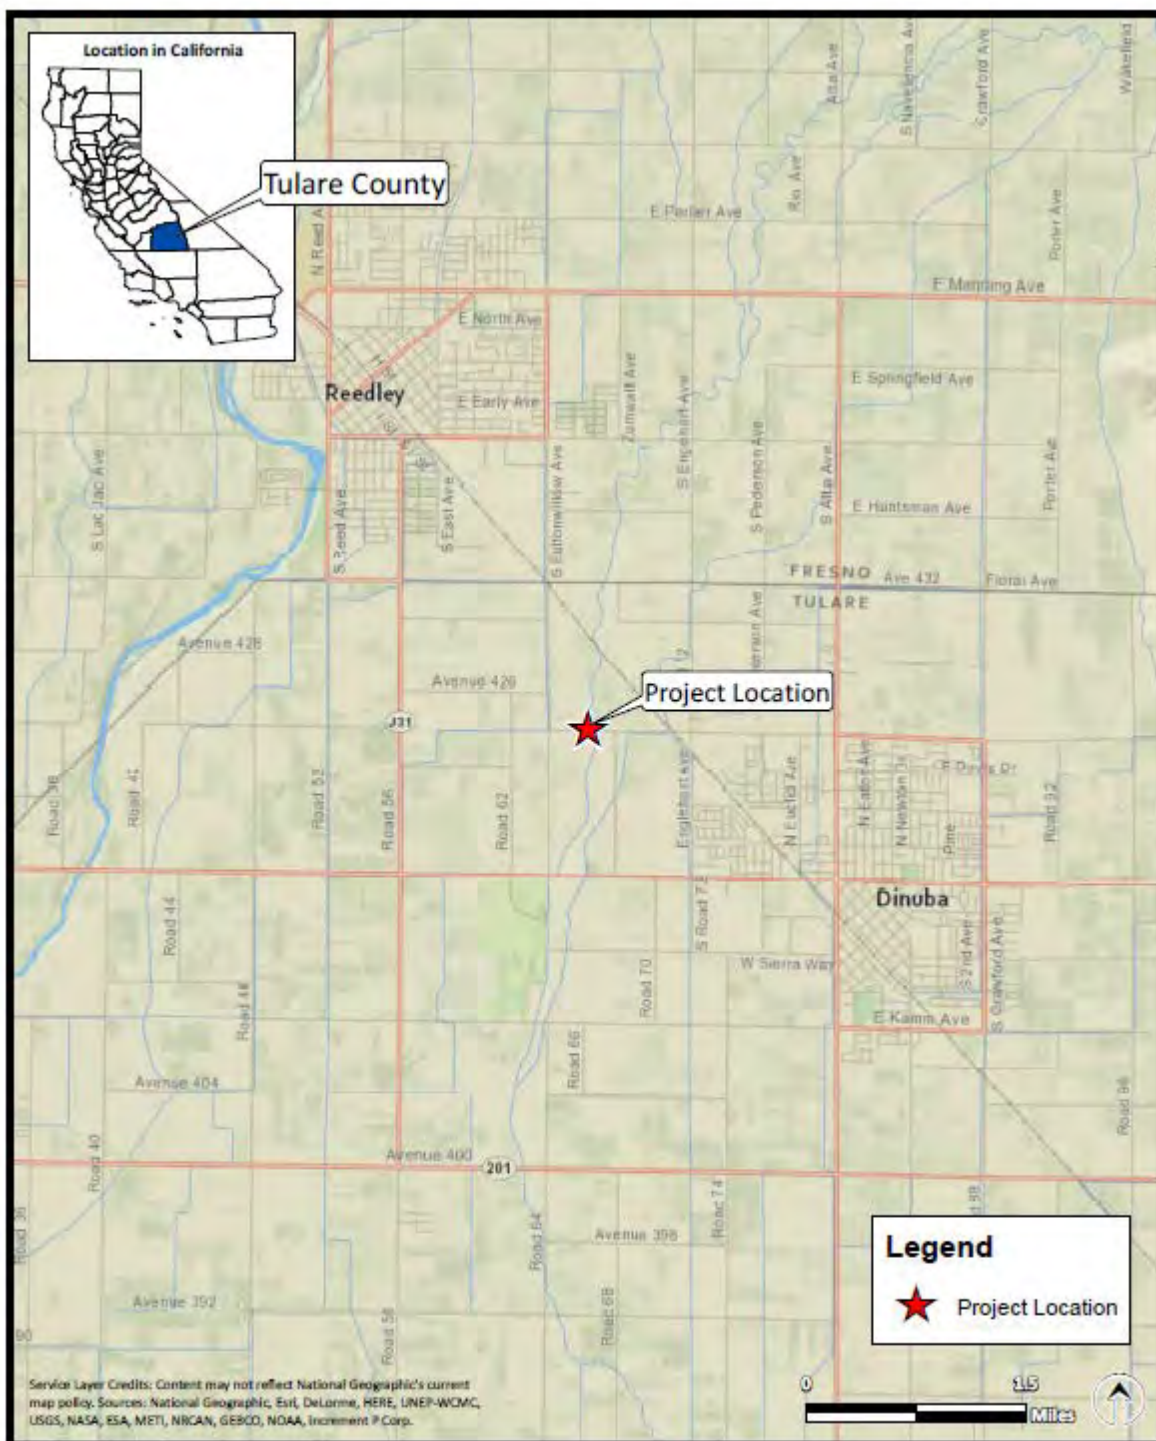 Location in California
Tulare County
Alta Ave
S Navelencia Ave
Crawford Ave
Wakefield
Rio Ave
E Parlier Ave
Porter Ave
N Reed A
E Manning Ave
E North Ave
Reedley
E Early Ave
Zumwalt Ave
S Englehart Ave
E Springfield Ave
S Lac Jac Ave
S Reed Ave
S East Ave
S Buttonwillow Ave
S Pederson Ave
S Alta Ave
Porter Ave
E Huntsman Ave
FRESNO
Ave 432
Floral Ave
TULARE
Avenue 428
Avenue 426
Project Location
J31
Road 38
Road 52
Road 56
Road 62
Englehart Ave
N Euclid Ave
N Eaton Ave
N Newton Dr
E Davis Dr
Pine
Road 92
Dinuba
Road 44
S Road 72
W Sierra Way
S 2nd Ave
S Crawford Ave
Road 48
Road 70
E Kamm Ave
Road 66
Avenue 404
Road 40
Avenue 400
201
Road 96
Road 36
Road 64
Road 74
Avenue 398
Avenue 392
Road 56
Road 68
Legend
Project Location
Service Layer Credits: Content may not reflect National Geographic's current
map policy. Sources: National Geographic, Esri, DeLorme, HERE, UNEP-WCMC,
USGS, NASA, ESA, METI, NRCAN, GEBCO, NOAA, increment P Corp.
0 1.5
Miles